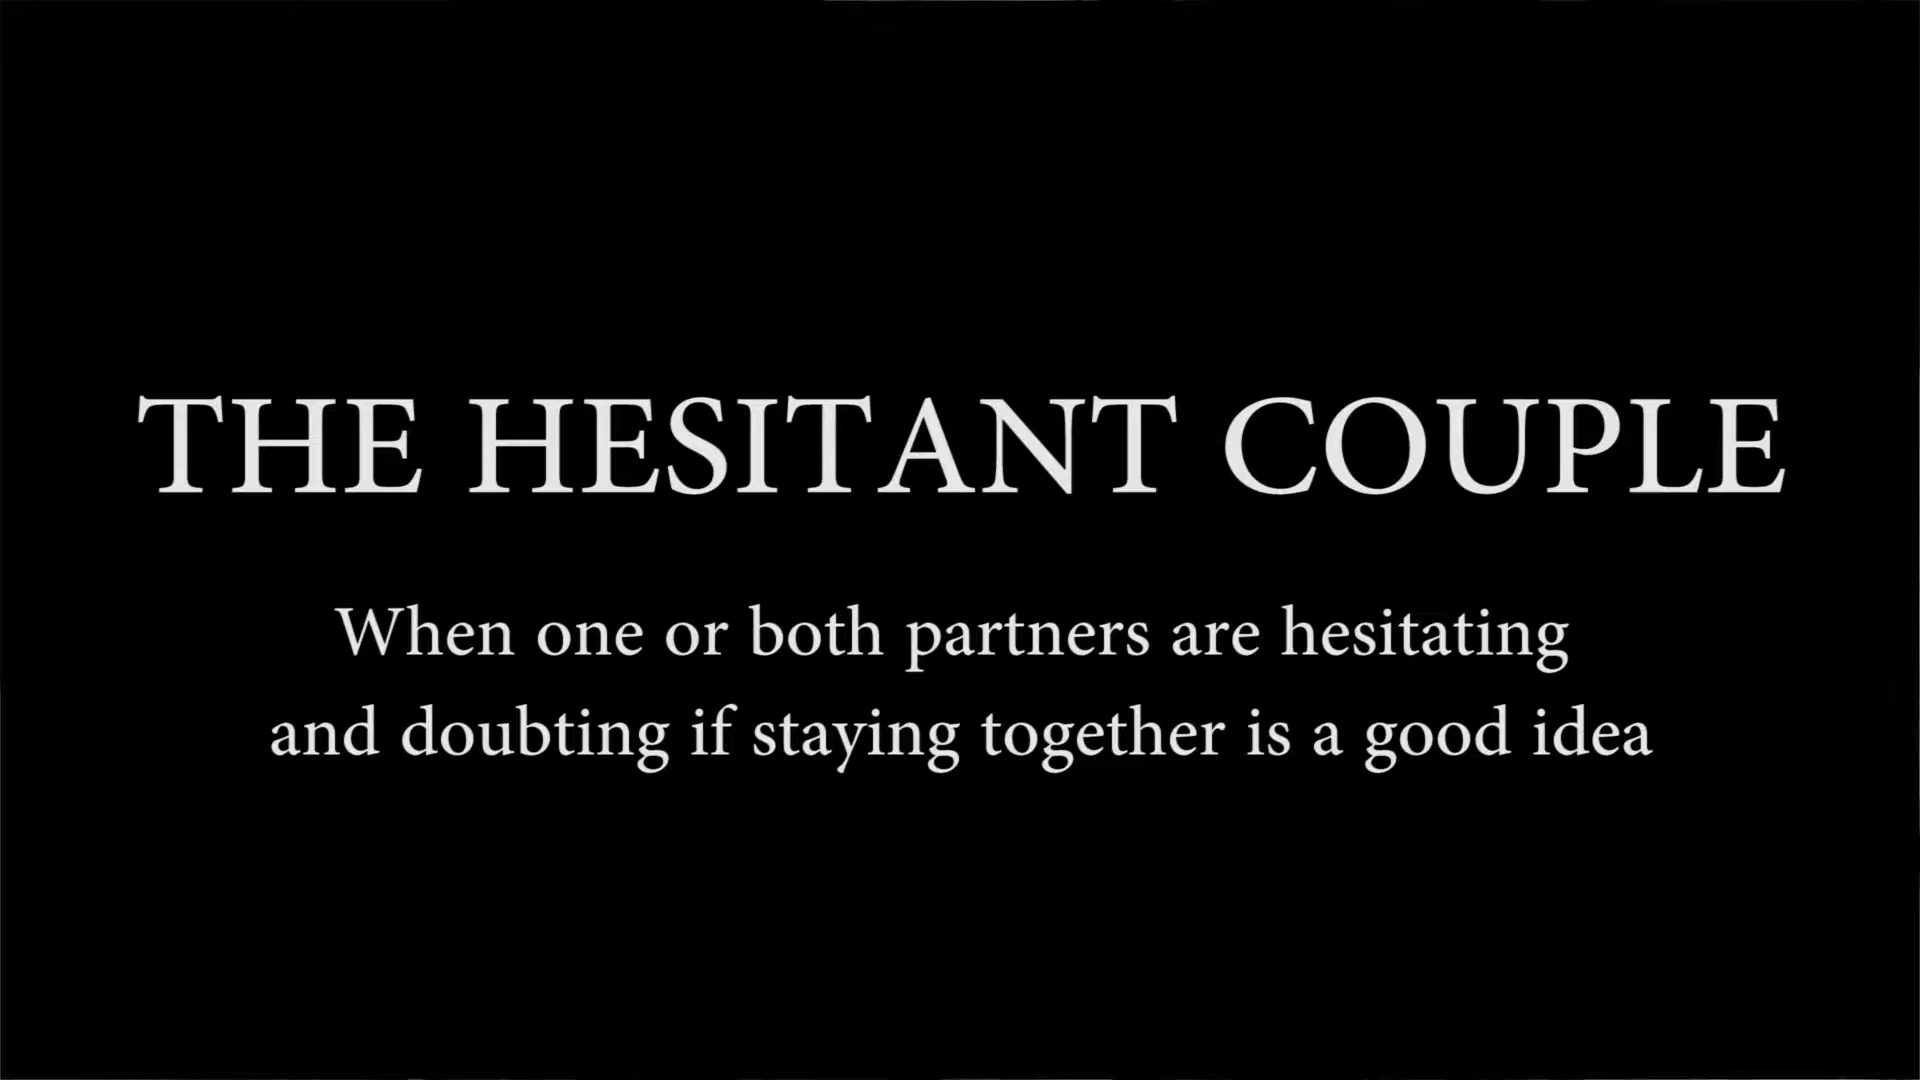 THE HESITANT COUPLE
When one or both partners are hesitating
and doubting if staying together is a good idea